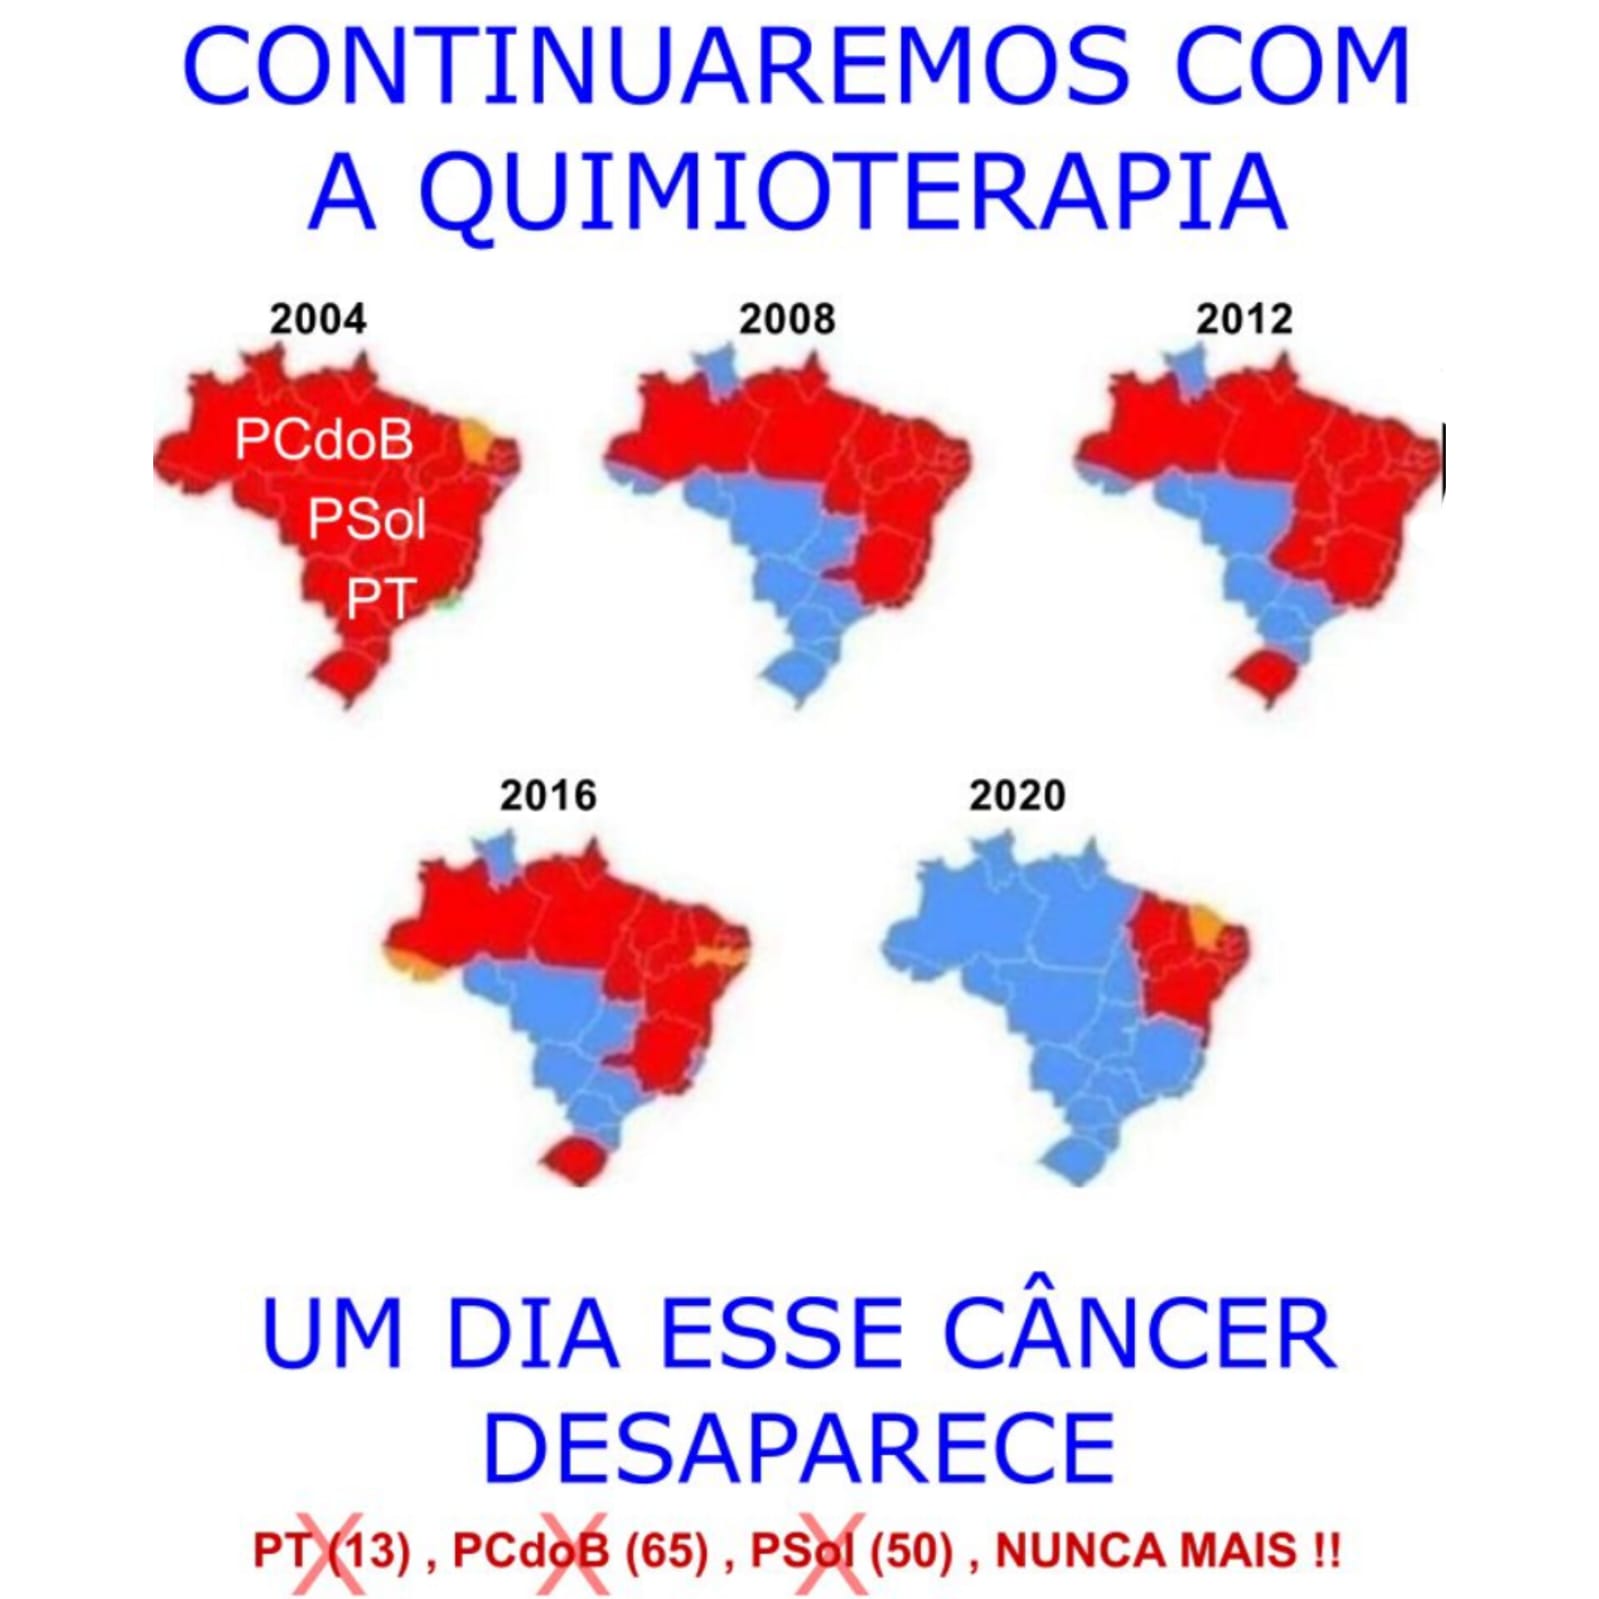 CONTINUAREMOS COM
A QUIMIOTERAPIA
2004
2008
2012
PCdoB
PSol
PT
2016
2020
UM DIA ESSE CÂNCER
DESAPARECE
PT (13) , PCdoB (65) , PSol (50) , NUNCA MAIS !!